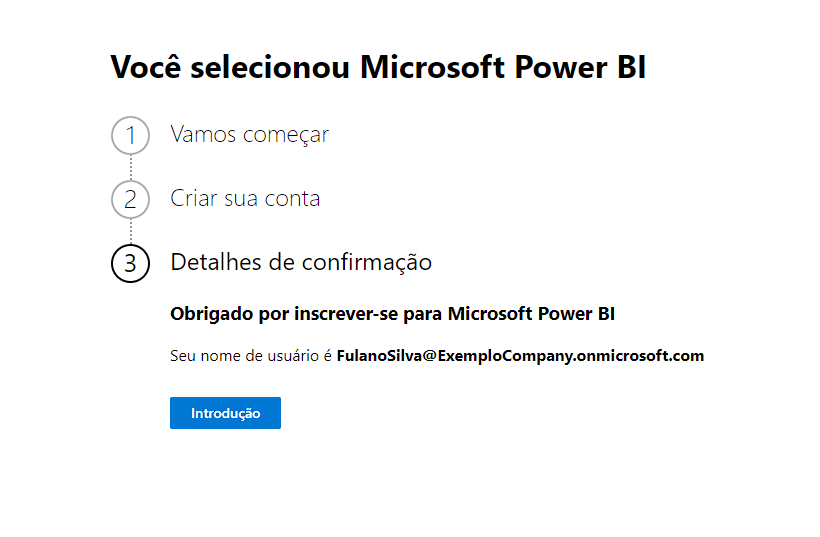 Você selecionou Microsoft Power BI
1 Vamos começar
2 Criar sua conta
3 Detalhes de confirmação
Obrigado por inscrever-se para Microsoft Power BI
Seu nome de usuário é FulanoSilva@ExemploCompany.onmicrosoft.com
Introdução